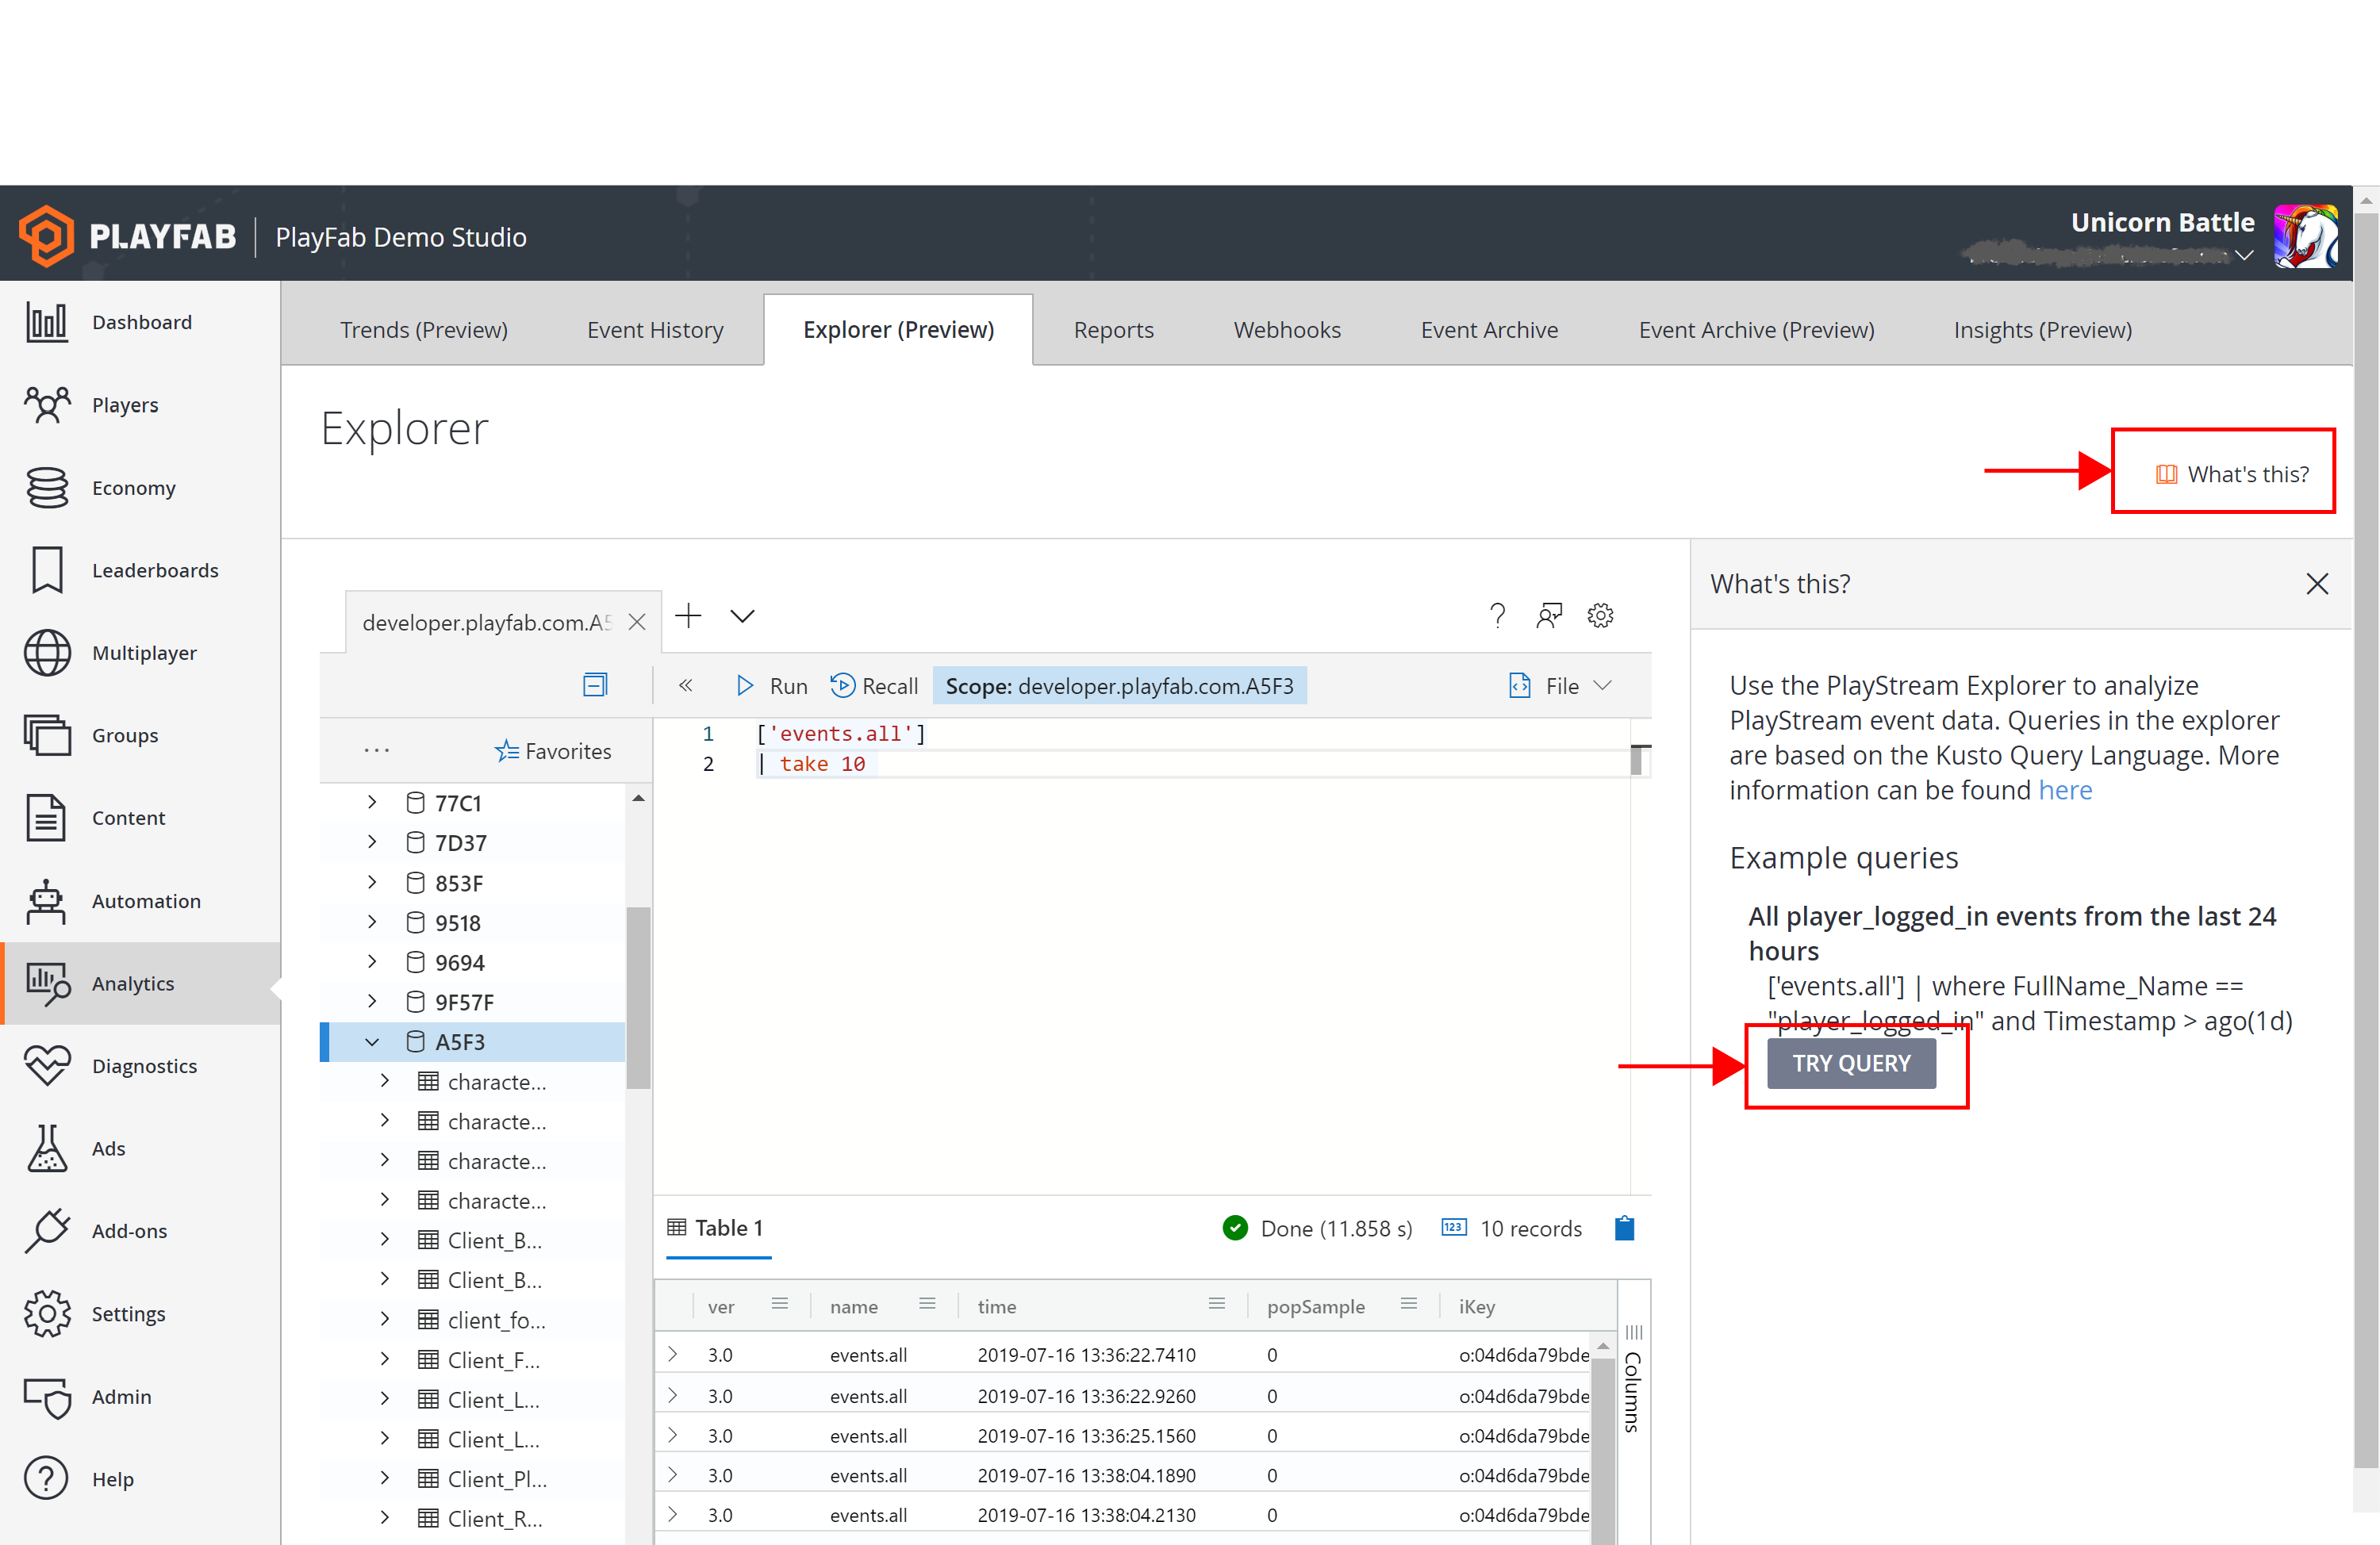 PLAYFAB
PlayFab Demo Studio
Unicorn Battle
Dashboard
Players
Economy
Leaderboards
Multiplayer
Groups
Content
Automation
Analytics
Diagnostics
Ads
Add-ons
Settings
Admin
Help
Trends (Preview)
Event History
Explorer (Preview)
Reports
Webhooks
Event Archive
Event Archive (Preview)
Insights (Preview)
Explorer
What's this?
developer.playfab.com.A5
?
Run
Recall
Scope: developer.playfab.com.A5F3
File
...
Favorites
77C1
7D37
853F
9518
9694
9F57F
A5F3
characte...
characte...
characte...
characte...
Client_B...
Client_B...
client_fo...
Client_F...
Client_L...
Client_L...
Client_Pl...
Client_R...
1 ['events.all']
2 | take 10
Table 1
Done (11.858 s)
123
10 records
ver name time popSample iKey
3.0 events.all 2019-07-16 13:36:22.7410 0 o:04d6da79bde
3.0 events.all 2019-07-16 13:36:22.9260 0 o:04d6da79bde
3.0 events.all 2019-07-16 13:36:25.1560 0 o:04d6da79bde
3.0 events.all 2019-07-16 13:38:04.1890 0 o:04d6da79bde
3.0 events.all 2019-07-16 13:38:04.2130 0 o:04d6da79bde
Columns
What's this?
Use the PlayStream Explorer to analyize
PlayStream event data. Queries in the explorer
are based on the Kusto Query Language. More
information can be found here
Example queries
All player_logged_in events from the last 24
hours
['events.all'] | where FullName_Name ==
"player_logged_in" and Timestamp > ago(1d)
TRY QUERY